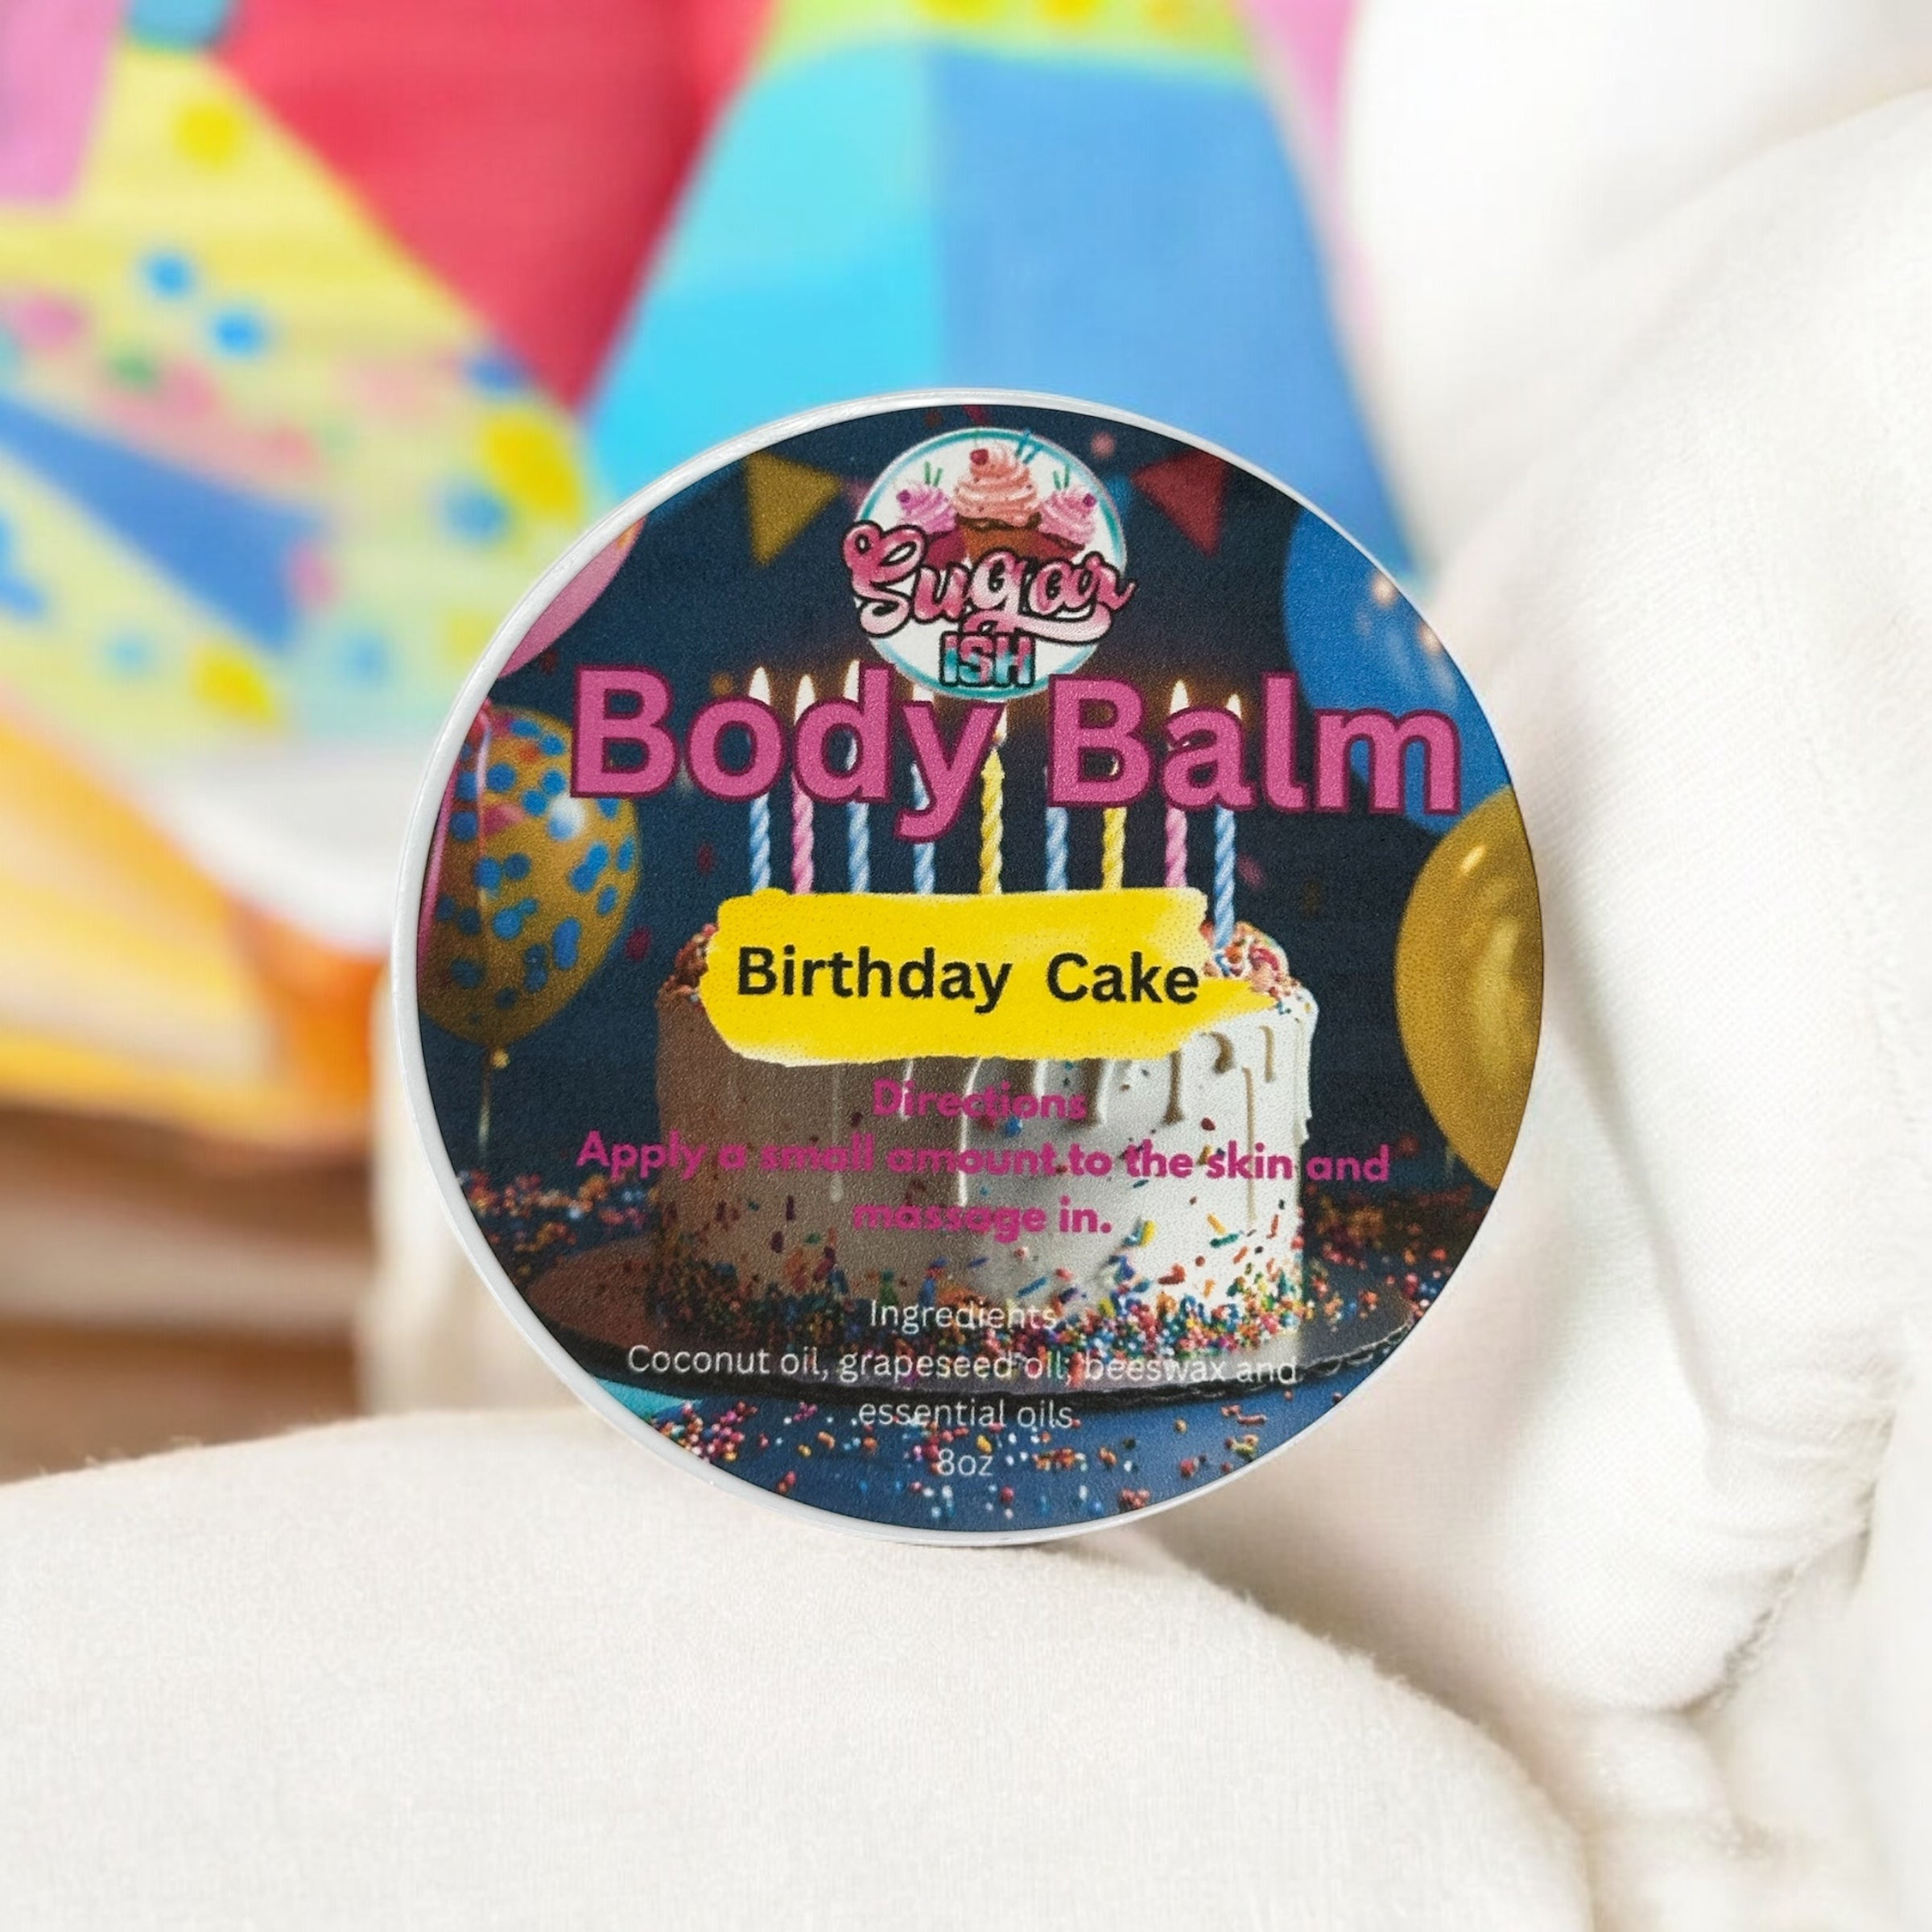 Sugar
ISH
Body Balm
Birthday Cake
Directions
Apply a small amount to the skin and
massage in.
Ingredients
Coconut oil, grapeseed oil, beeswax and
essential oils.
8oz